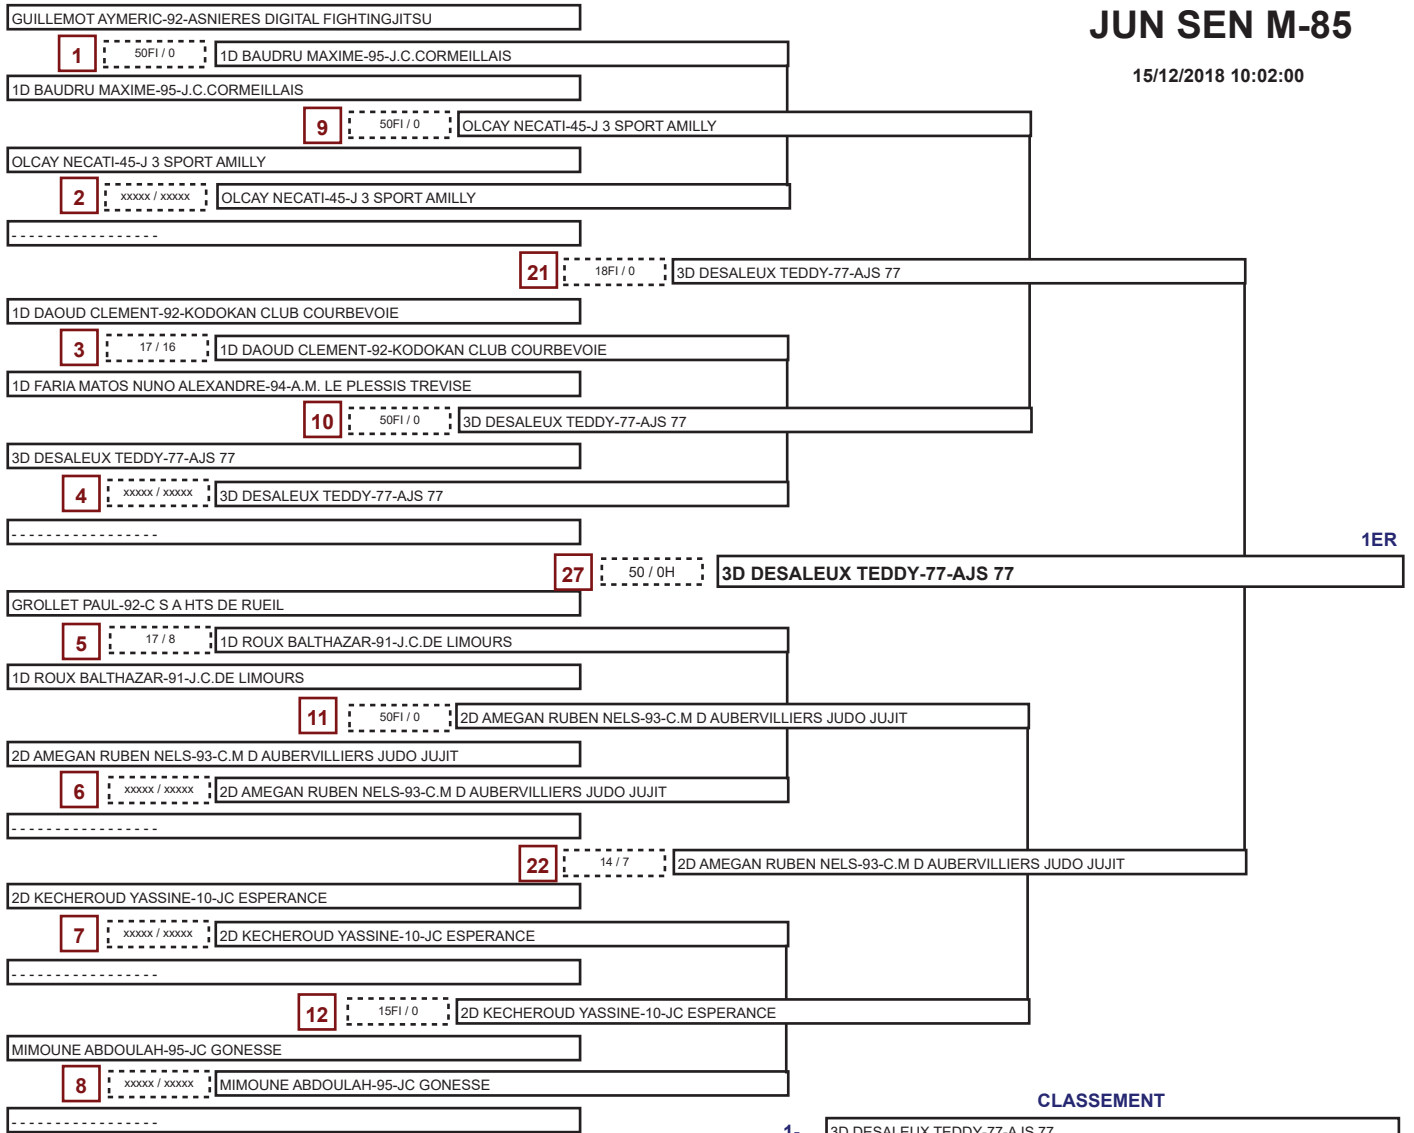 GUILLEMOT AYMERIC-92-ASNIERES DIGITAL FIGHTINGJITSU
JUN SEN M-85
1 50FI / 0 1D BAUDRU MAXIME-95-J.C.CORMEILLAIS
15/12/2018 10:02:00
1D BAUDRU MAXIME-95-J.C.CORMEILLAIS
9 50FI / 0 OLCAY NECATI-45-J 3 SPORT AMILLY
OLCAY NECATI-45-J 3 SPORT AMILLY
2 xxxxx / xxxxx OLCAY NECATI-45-J 3 SPORT AMILLY
- - - - - - - - - - - - - - - - -
21 18FI / 0 3D DESALEUX TEDDY-77-AJS 77
1D DAOUD CLEMENT-92-KODOKAN CLUB COURBEVOIE
3 17 / 16 1D DAOUD CLEMENT-92-KODOKAN CLUB COURBEVOIE
1D FARIA MATOS NUNO ALEXANDRE-94-A.M. LE PLESSIS TREVISE
10 50FI / 0 3D DESALEUX TEDDY-77-AJS 77
3D DESALEUX TEDDY-77-AJS 77
4 xxxxx / xxxxx 3D DESALEUX TEDDY-77-AJS 77
- - - - - - - - - - - - - - - - -
1ER
27 50 / 0H 3D DESALEUX TEDDY-77-AJS 77
GROLLET PAUL-92-C S A HTS DE RUEIL
5 17 / 8 1D ROUX BALTHAZAR-91-J.C.DE LIMOURS
1D ROUX BALTHAZAR-91-J.C.DE LIMOURS
11 50FI / 0 2D AMEGAN RUBEN NELS-93-C.M D AUBERVILLIERS JUDO JUJIT
2D AMEGAN RUBEN NELS-93-C.M D AUBERVILLIERS JUDO JUJIT
6 xxxxx / xxxxx 2D AMEGAN RUBEN NELS-93-C.M D AUBERVILLIERS JUDO JUJIT
- - - - - - - - - - - - - - - - -
22 14 / 7 2D AMEGAN RUBEN NELS-93-C.M D AUBERVILLIERS JUDO JUJIT
2D KECHEROUD YASSINE-10-JC ESPERANCE
7 xxxxx / xxxxx 2D KECHEROUD YASSINE-10-JC ESPERANCE
- - - - - - - - - - - - - - - - -
12 15FI / 0 2D KECHEROUD YASSINE-10-JC ESPERANCE
MIMOUNE ABDOULAH-95-JC GONESSE
8 xxxxx / xxxxx MIMOUNE ABDOULAH-95-JC GONESSE
CLASSEMENT
- - - - - - - - - - - - - - - - -
1- 3D DESALEUX TEDDY-77-AJS 77